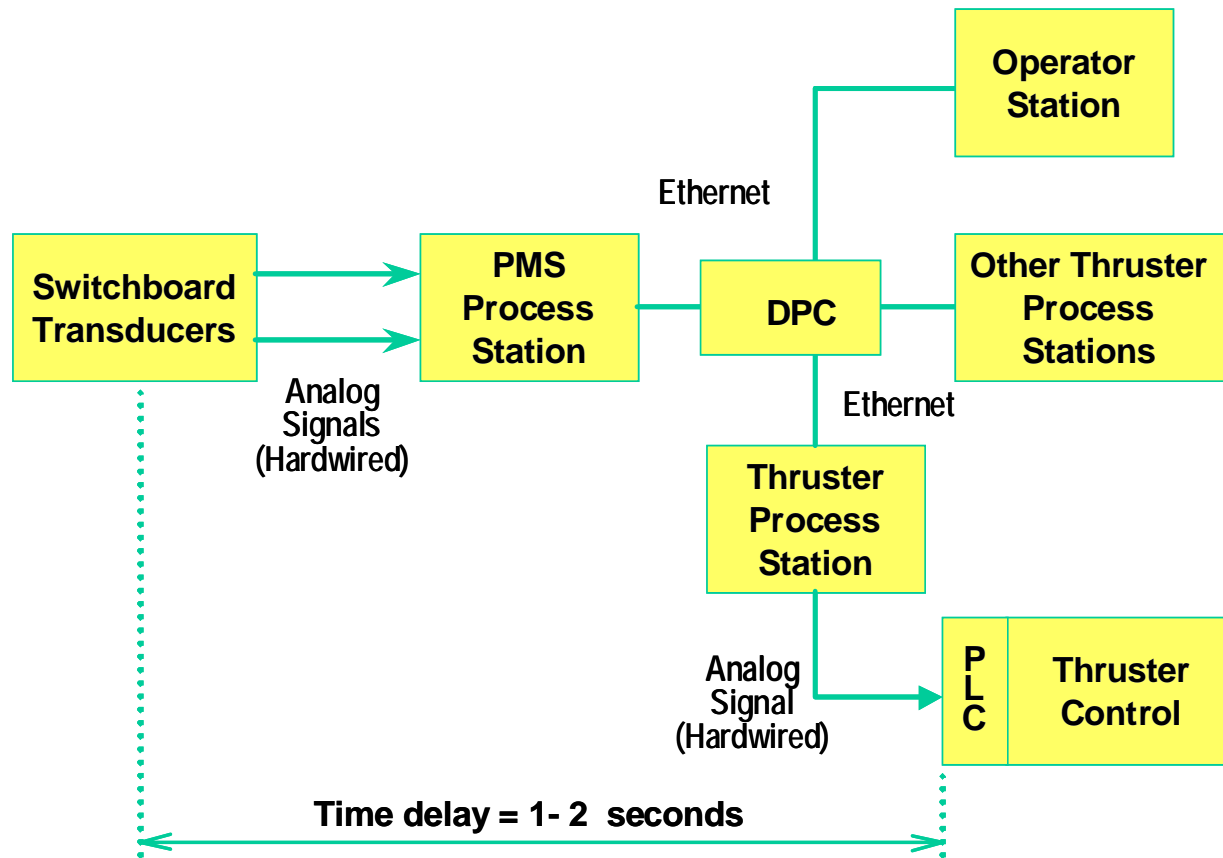 Operator
Station
Ethernet
Switchboard
Transducers
PMS
Process
Station
DPC
Other Thruster
Process
Stations
Analog
Signals
(Hardwired)
Ethernet
Thruster
Process
Station
Analog
Signal
(Hardwired)
P
L
C
Thruster
Control
Time delay = 1- 2 seconds